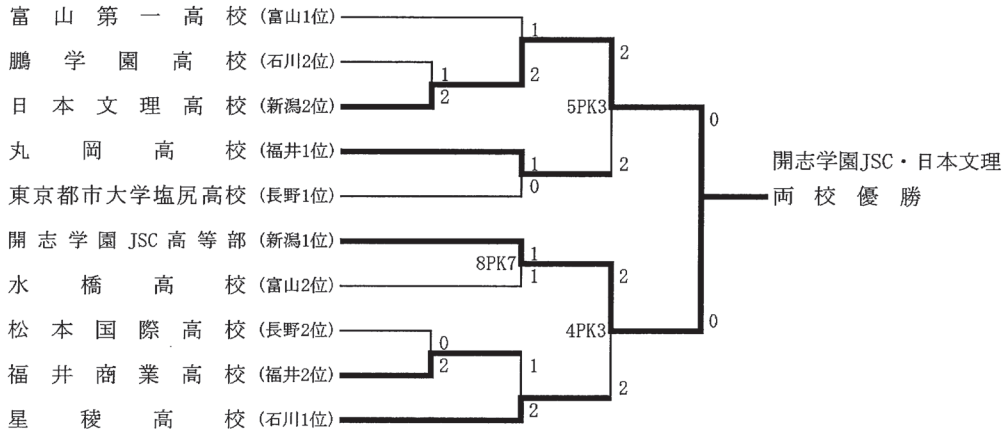 富山第一高校 (富山1位)
1
鵬学園高校 (石川2位)
2
1
2
日本文理高校 (新潟2位)
2
5PK3
0
丸岡高校 (福井1位)
1
2
開志学園JSC・日本文理
東京都市大学塩尻高校 (長野1位)
0
両校優勝
開志学園JSC高等部 (新潟1位)
1
8PK7
2
水橋高校 (富山2位)
1
松本国際高校 (長野2位)
0
4PK3
0
福井商業高校 (福井2位)
2
1
2
星稜高校 (石川1位)
2